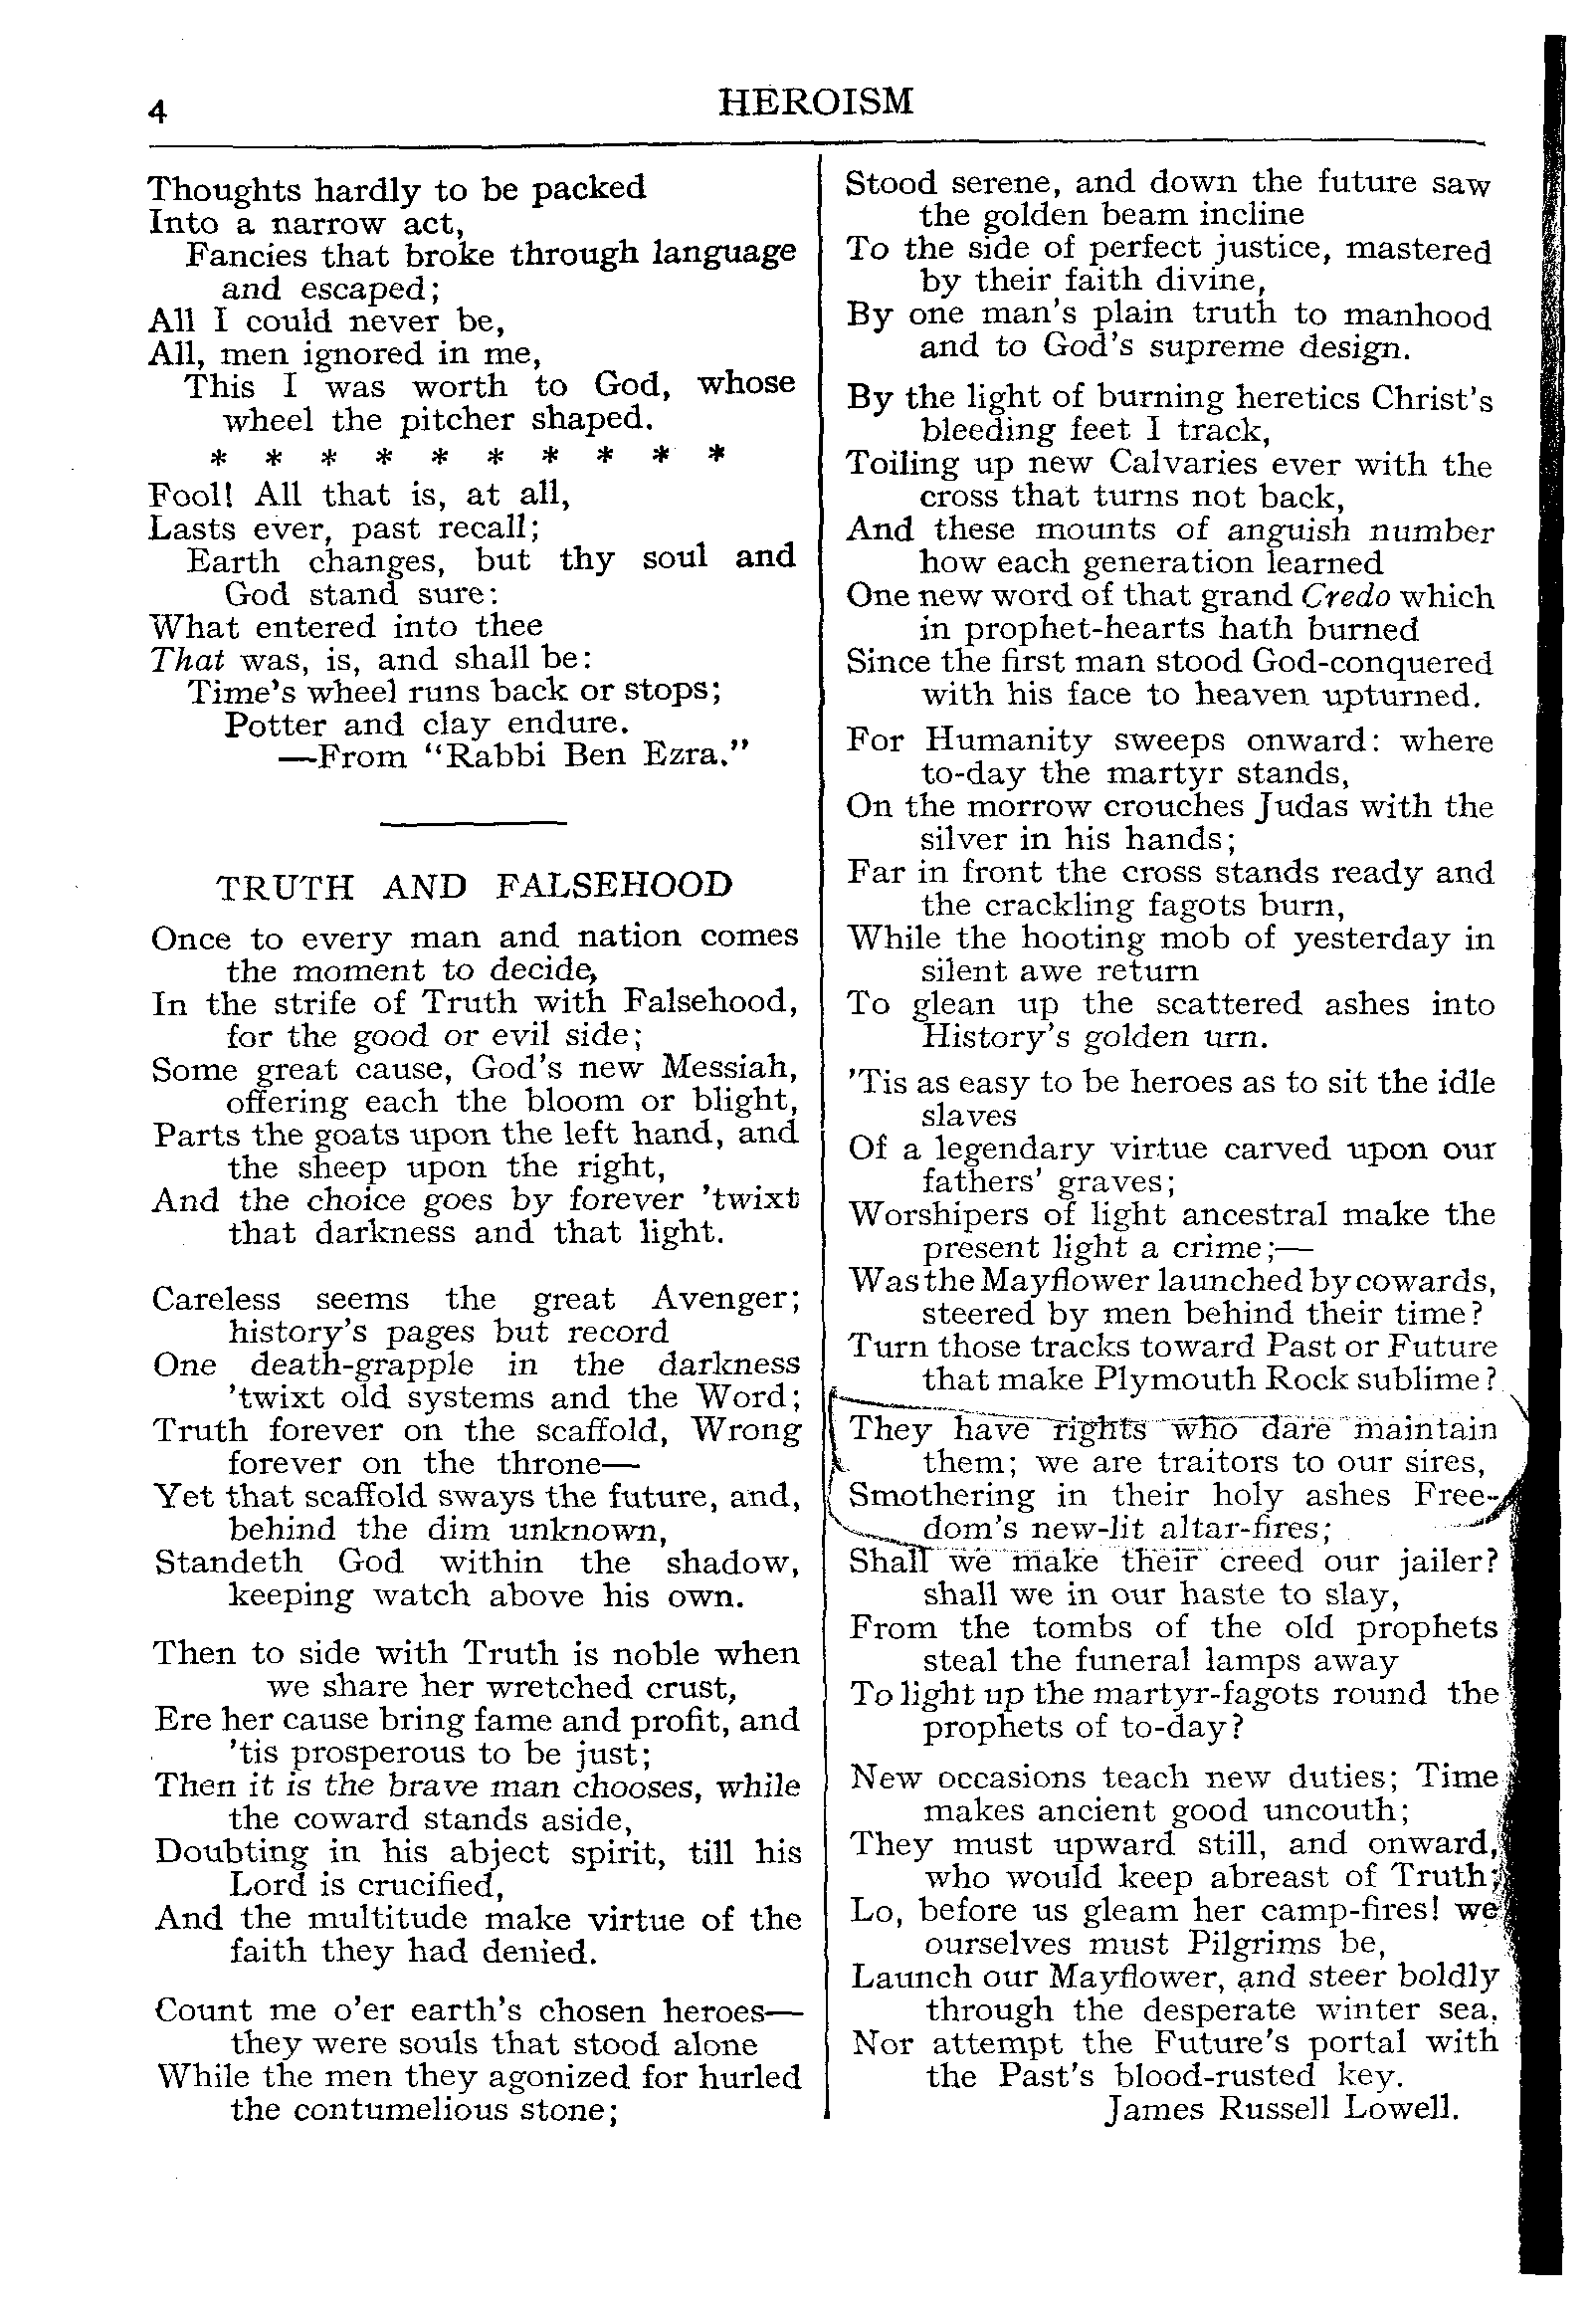 4
HEROISM
Thoughts hardly to be packed
Into a narrow act,
Fancies that broke through language
and escaped;
All I could never be,
All, men ignored in me,
This I was worth to God, whose
wheel the pitcher shaped.
* * * * * * * * * *
Fool! All that is, at all,
Lasts ever, past recall;
Earth changes, but thy soul and
God stand sure:
What entered into thee
That was, is, and shall be:
Time's wheel runs back or stops;
Potter and clay endure.
—From "Rabbi Ben Ezra."
TRUTH AND FALSEHOOD
Once to every man and nation comes
the moment to decide,
In the strife of Truth with Falsehood,
for the good or evil side;
Some great cause, God's new Messiah,
offering each the bloom or blight,
Parts the goats upon the left hand, and
the sheep upon the right,
And the choice goes by forever 'twixt
that darkness and that light.
Careless seems the great Avenger;
history's pages but record
One death-grapple in the darkness
'twixt old systems and the Word;
Truth forever on the scaffold, Wrong
forever on the throne—
Yet that scaffold sways the future, and,
behind the dim unknown,
Standeth God within the shadow,
keeping watch above his own.
Then to side with Truth is noble when
we share her wretched crust,
Ere her cause bring fame and profit, and
'tis prosperous to be just;
Then it is the brave man chooses, while
the coward stands aside,
Doubting in his abject spirit, till his
Lord is crucified,
And the multitude make virtue of the
faith they had denied.
Count me o'er earth's chosen heroes—
they were souls that stood alone
While the men they agonized for hurled
the contumelious stone;
Stood serene, and down the future saw
the golden beam incline
To the side of perfect justice, mastered
by their faith divine,
By one man's plain truth to manhood
and to God's supreme design.
By the light of burning heretics Christ's
bleeding feet I track,
Toiling up new Calvaries ever with the
cross that turns not back,
And these mounts of anguish number
how each generation learned
One new word of that grand Credo which
in prophet-hearts hath burned
Since the first man stood God-conquered
with his face to heaven upturned.
For Humanity sweeps onward: where
to-day the martyr stands,
On the morrow crouches Judas with the
silver in his hands;
Far in front the cross stands ready and
the crackling fagots burn,
While the hooting mob of yesterday in
silent awe return
To glean up the scattered ashes into
History's golden urn.
'Tis as easy to be heroes as to sit the idle
slaves
Of a legendary virtue carved upon our
fathers' graves;
Worshipers of light ancestral make the
present light a crime;—
Was the Mayflower launched by cowards,
steered by men behind their time?
Turn those tracks toward Past or Future
that make Plymouth Rock sublime?
They have rights who dare maintain
them; we are traitors to our sires,
Smothering in their holy ashes Free-
dom's new-lit altar-fires;
Shall we make their creed our jailer?
shall we in our haste to slay,
From the tombs of the old prophets
steal the funeral lamps away
To light up the martyr-fagots round the
prophets of to-day?
New occasions teach new duties; Time
makes ancient good uncouth;
They must upward still, and onward,
who would keep abreast of Truth;
Lo, before us gleam her camp-fires! we
ourselves must Pilgrims be,
Launch our Mayflower, and steer boldly
through the desperate winter sea,
Nor attempt the Future's portal with
the Past's blood-rusted key.
James Russell Lowell.